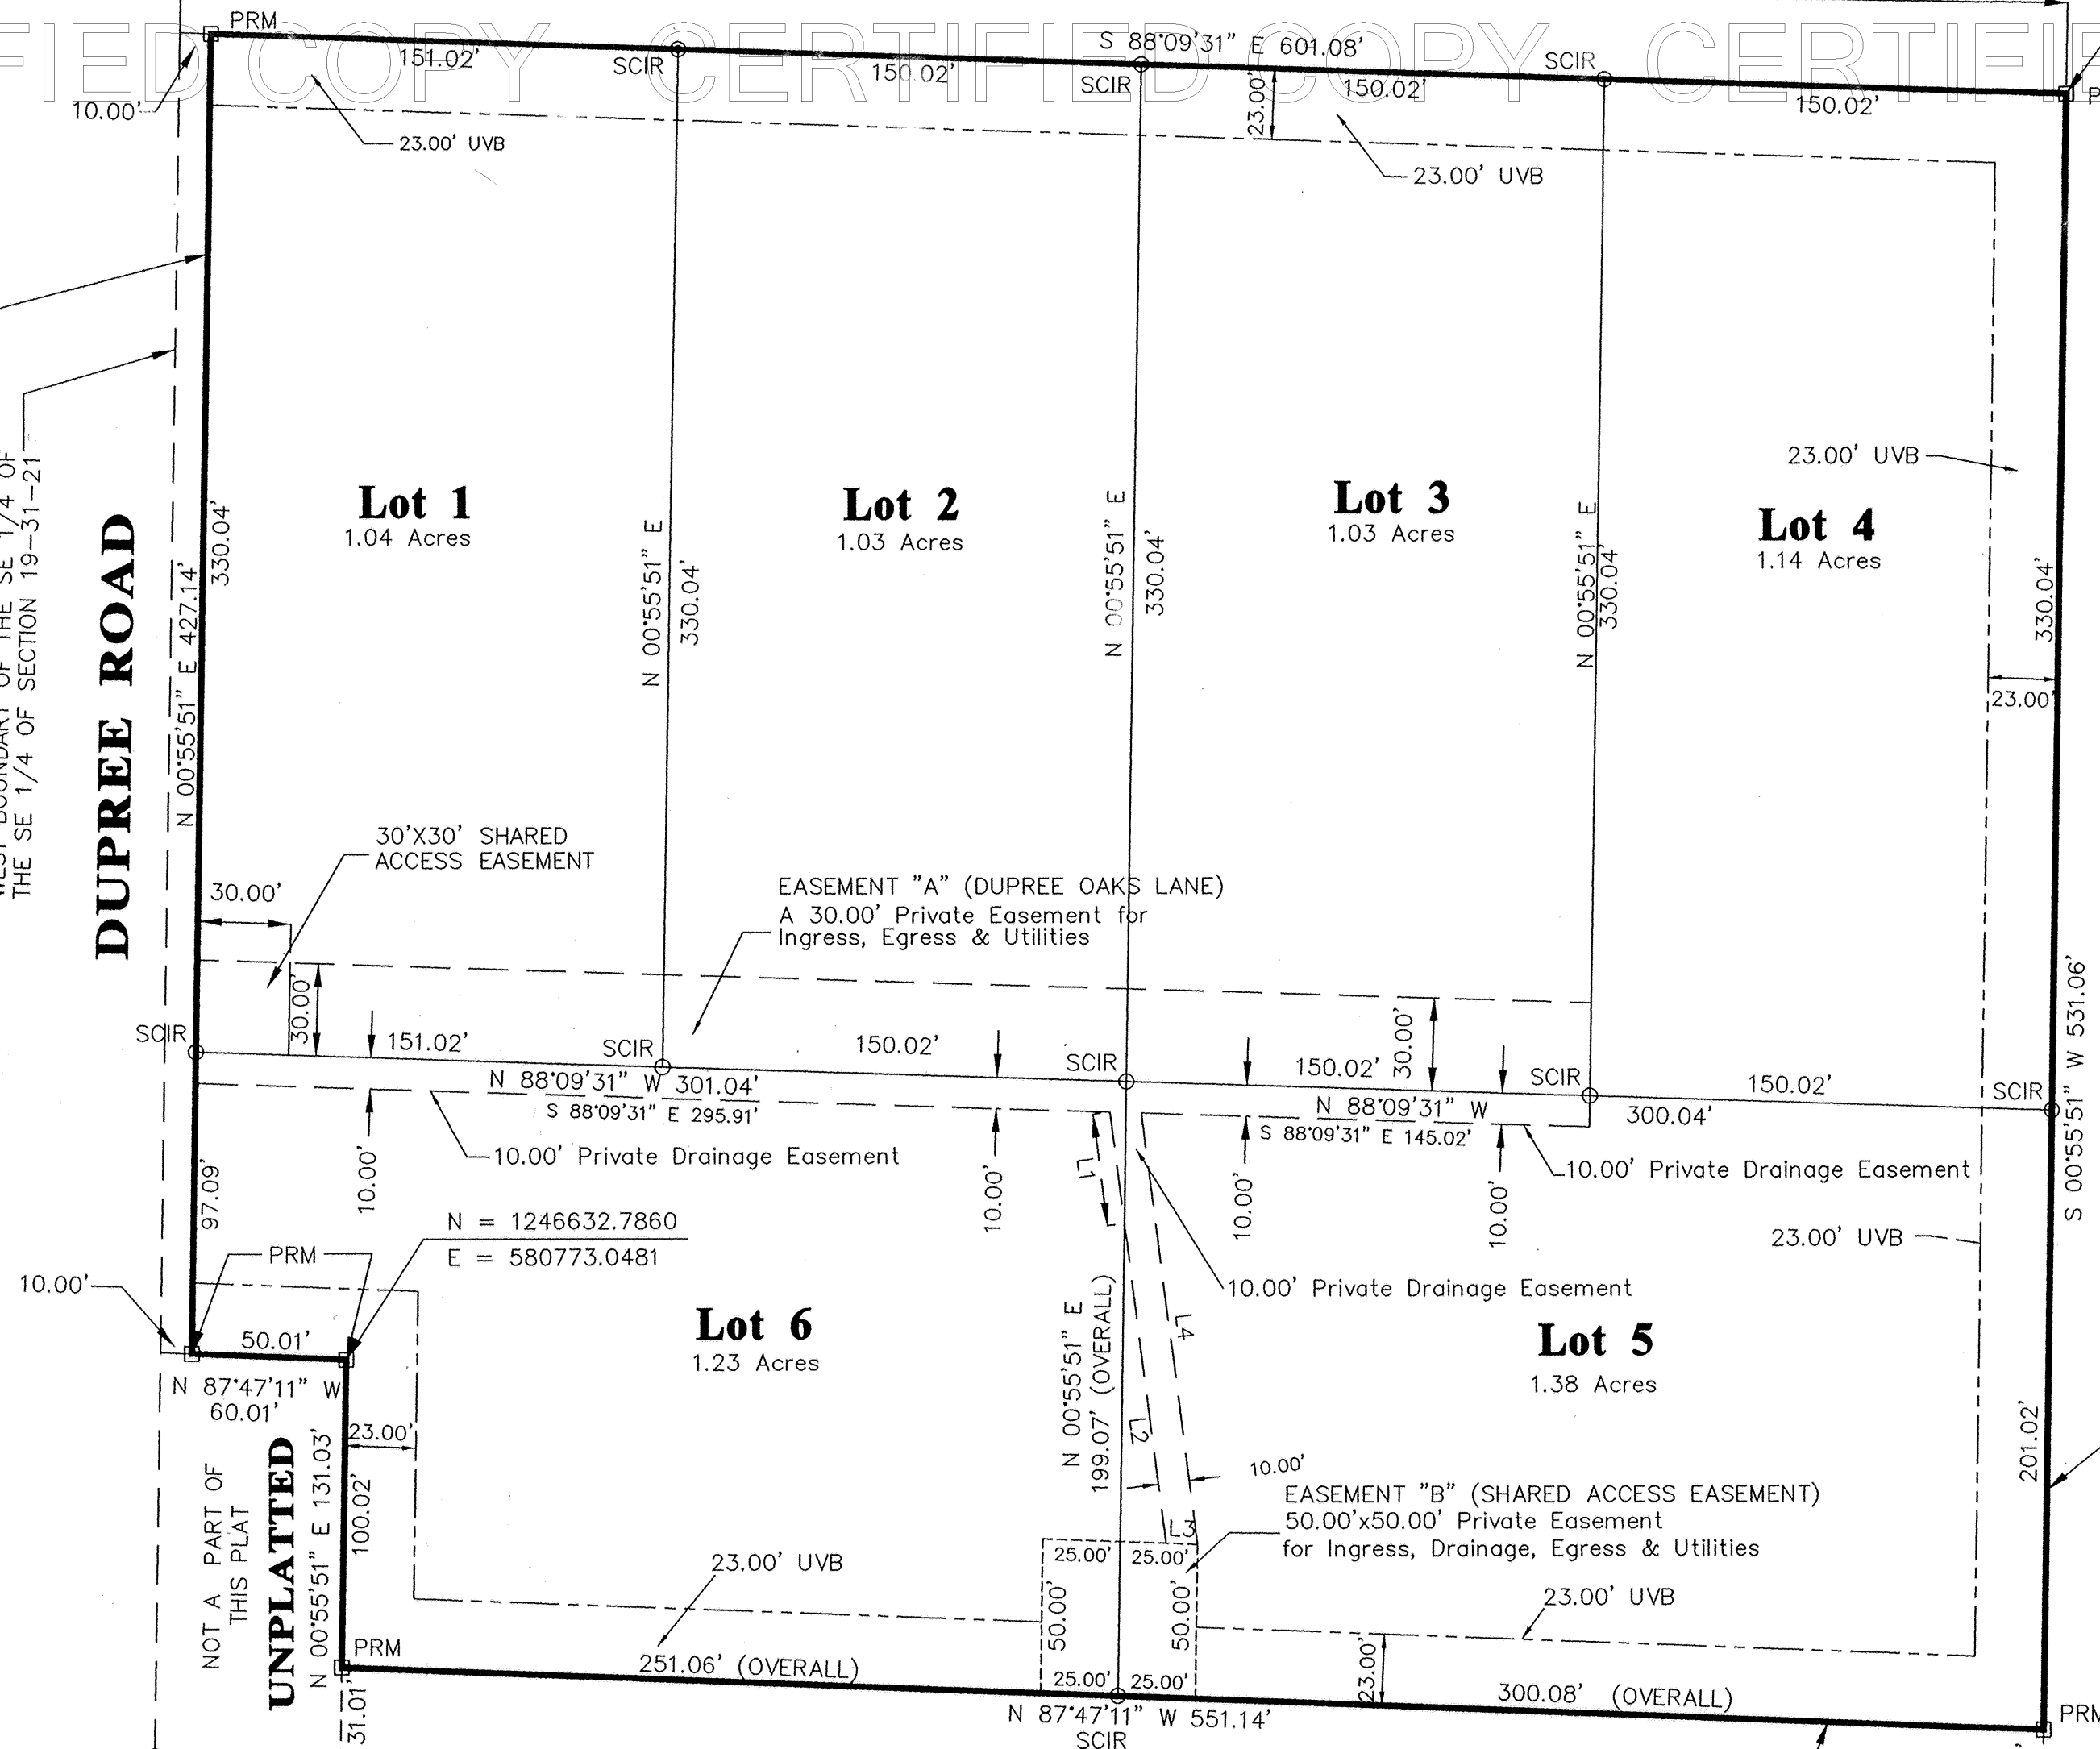 FIED COPY CERTIFIED COPY CERTIFIE
PRM
S 88°09'31" E 601.08'
151.02'
SCIR
150.02'
SCIR
23.00'
150.02'
SCIR
150.02'
P
10.00'
23.00' UVB
23.00' UVB
23.00' UVB
Lot 1
1.04 Acres
Lot 2
1.03 Acres
Lot 3
1.03 Acres
Lot 4
1.14 Acres
330.04'
N 00°55'51" E 427.14'
N 00°55'51" E
330.04'
N 00°55'51" E
330.04'
N 00°55'51" E
330.04'
330.04'
23.00'
WEST BOUNDARY OF THE SE 1/4 OF
THE SE 1/4 OF SECTION 19-31-21
DUPREE ROAD
30'X30' SHARED
ACCESS EASEMENT
30.00'
30.00'
EASEMENT "A" (DUPREE OAKS LANE)
A 30.00' Private Easement for
Ingress, Egress & Utilities
30.00'
SCIR
151.02'
SCIR
150.02'
SCIR
150.02'
SCIR
150.02'
SCIR
N 88°09'31" W 301.04'
S 88°09'31" E 295.91'
N 88°09'31" W
300.04'
S 88°09'31" E 145.02'
S 00°55'51" W 531.06'
10.00' Private Drainage Easement
10.00' Private Drainage Easement
10.00'
10.00'
10.00'
10.00'
L1
97.09'
N = 1246632.7860
E = 580773.0481
PRM
10.00'
50.01'
N 87°47'11" W
60.01'
10.00' Private Drainage Easement
23.00' UVB
Lot 6
1.23 Acres
Lot 5
1.38 Acres
N 00°55'51" E
199.07' (OVERALL)
L4
L2
10.00'
L3
23.00'
100.02'
N 00°55'51" E 131.03'
NOT A PART OF
THIS PLAT
UNPLATTED
201.02'
EASEMENT "B" (SHARED ACCESS EASEMENT)
50.00'x50.00' Private Easement
for Ingress, Drainage, Egress & Utilities
23.00' UVB
25.00'
25.00'
50.00'
50.00'
23.00' UVB
23.00'
PRM
251.06' (OVERALL)
25.00'
25.00'
300.08' (OVERALL)
PRM
31.01'
N 87°47'11" W 551.14'
SCIR